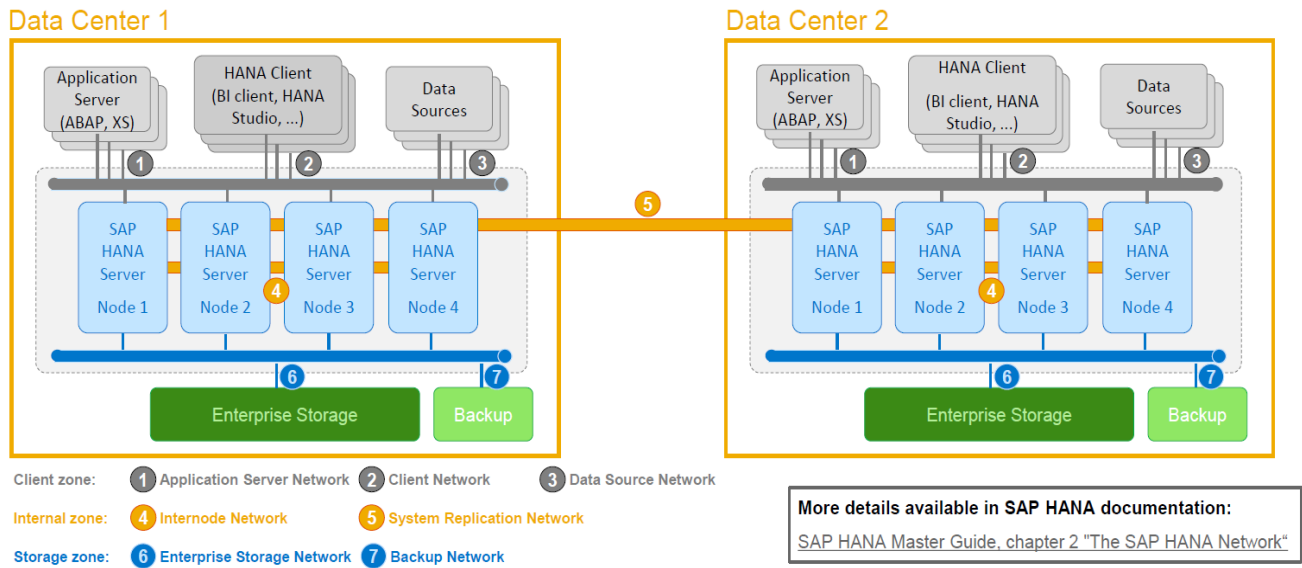 Data Center 1
Application
Server
(ABAP, XS)
HANA Client
(BI client, HANA
Studio, ...)
Data
Sources
1
2
3
SAP
HANA
Server
Node 1
SAP
HANA
Server
Node 2
SAP
HANA
Server
Node 3
SAP
HANA
Server
Node 4
4
5
6
7
Enterprise Storage
Backup
Data Center 2
Application
Server
(ABAP, XS)
HANA Client
(BI client, HANA
Studio, ...)
Data
Sources
1
2
3
SAP
HANA
Server
Node 1
SAP
HANA
Server
Node 2
SAP
HANA
Server
Node 3
SAP
HANA
Server
Node 4
4
6
7
Enterprise Storage
Backup
Client zone: 1 Application Server Network 2 Client Network 3 Data Source Network
Internal zone: 4 Internode Network 5 System Replication Network
Storage zone: 6 Enterprise Storage Network 7 Backup Network
More details available in SAP HANA documentation:
SAP HANA Master Guide, chapter 2 "The SAP HANA Network“